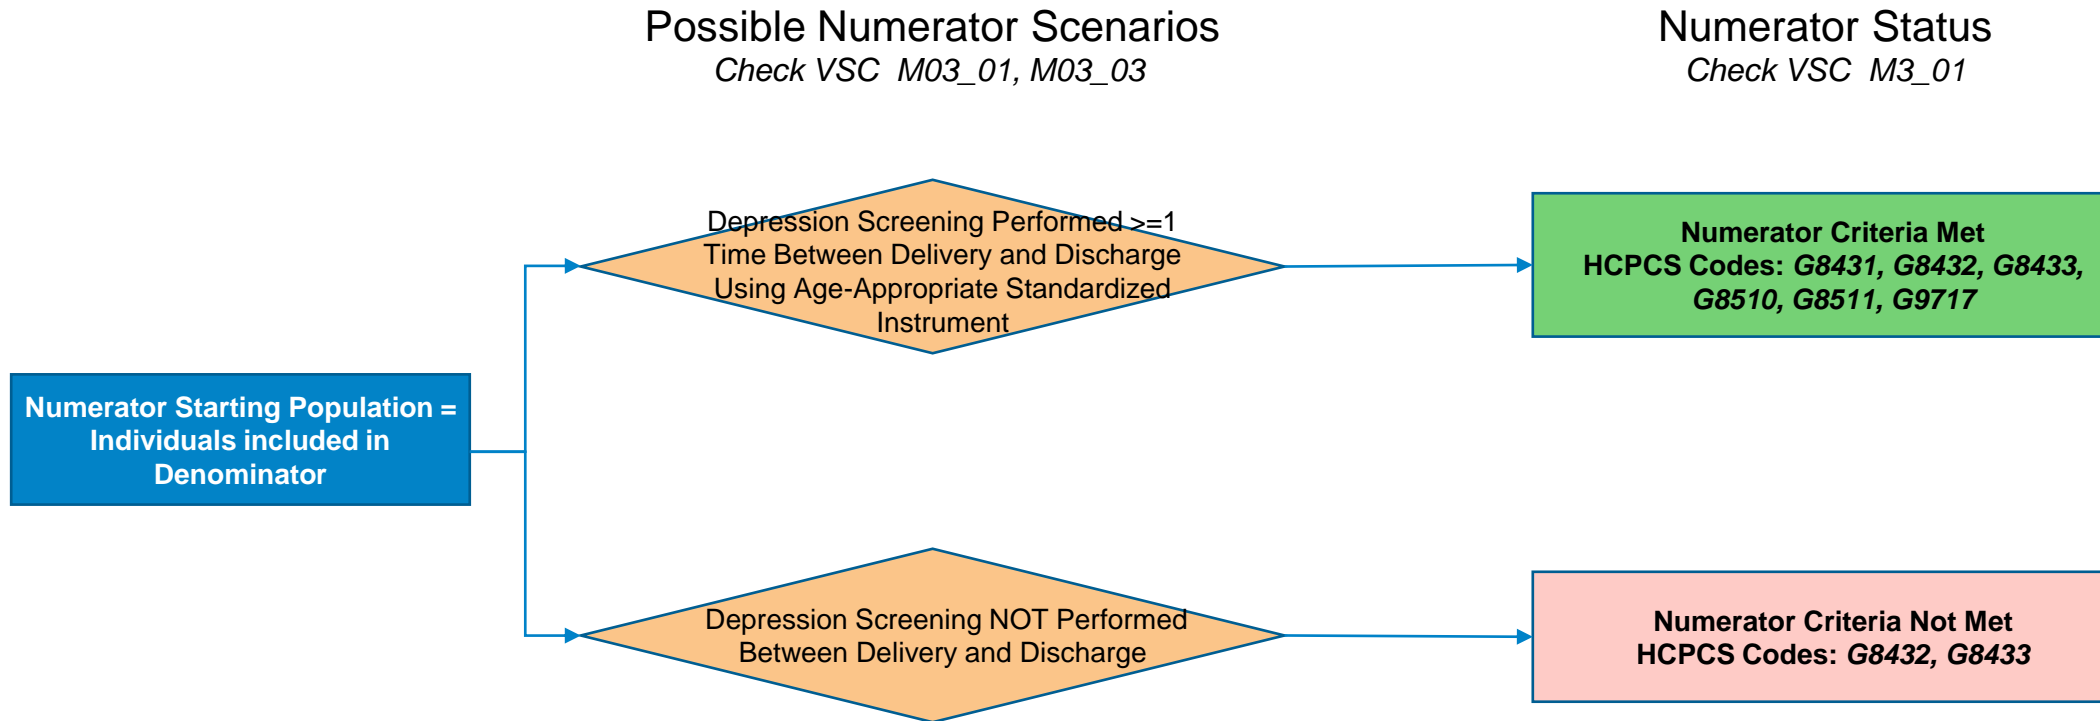 Possible Numerator Scenarios
Check VSC  M03_01, M03_03
Numerator Status
Check VSC  M3_01
Depression Screening Performed >=1
Time Between Delivery and Discharge
Using Age-Appropriate Standardized
Instrument
Numerator Criteria Met
HCPCS Codes: G8431, G8432, G8433,
G8510, G8511, G9717
Numerator Starting Population =
Individuals included in
Denominator
Depression Screening NOT Performed
Between Delivery and Discharge
Numerator Criteria Not Met
HCPCS Codes: G8432, G8433